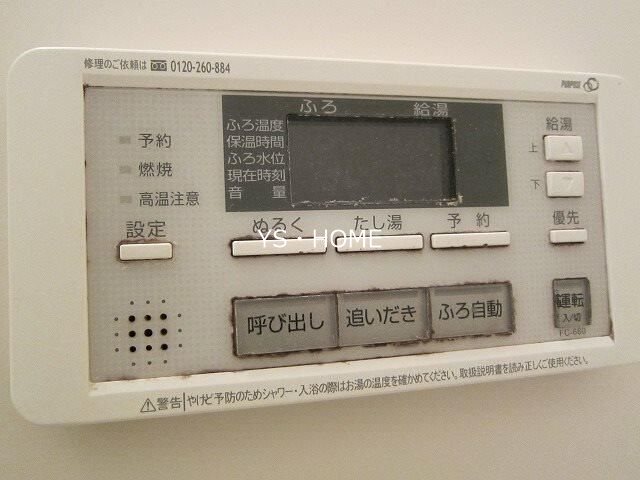 修理のご依頼は 0120-260-884
PURPOSE
ふろ 給湯
ふろ温度
保温時間
ふろ水位
現在時刻
音量
予約
燃焼
高温注意
給湯
上
下
設定
ぬるく たし湯 予約
優先
YS・HOME
呼び出し 追いだき ふろ自動
運転
入/切
FC-660
警告 やけど予防のためシャワー・入浴の際はお湯の温度を確かめてください。取扱説明書を読み正しくご使用ください。